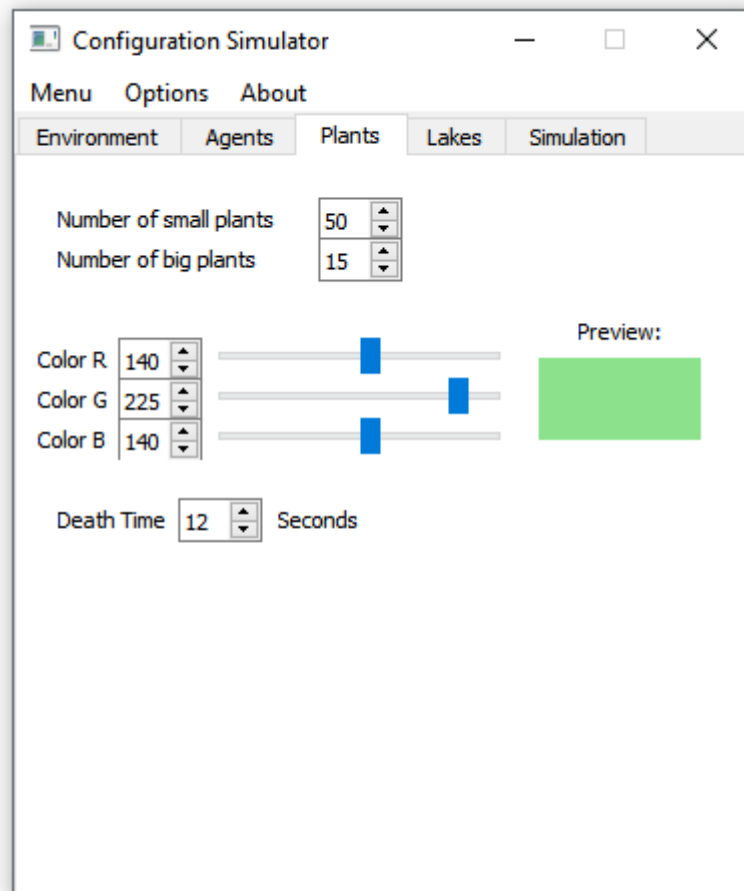 Configuration Simulator
Menu Options About
Environment Agents Plants Lakes Simulation
Number of small plants 50
Number of big plants 15
Preview:
Color R 140
Color G 225
Color B 140
Death Time 12 Seconds